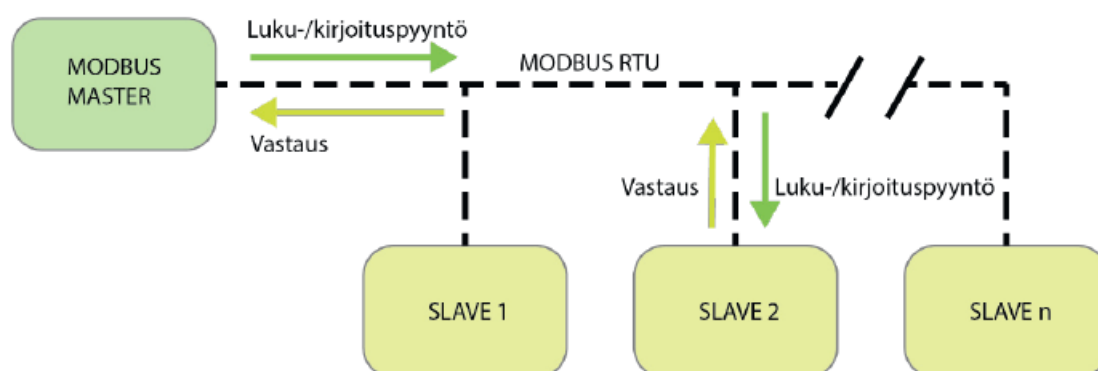 Luku-/kirjoituspyyntö
MODBUS
MASTER
MODBUS RTU
Vastaus
Vastaus
Luku-/kirjoituspyyntö
SLAVE 1
SLAVE 2
SLAVE n